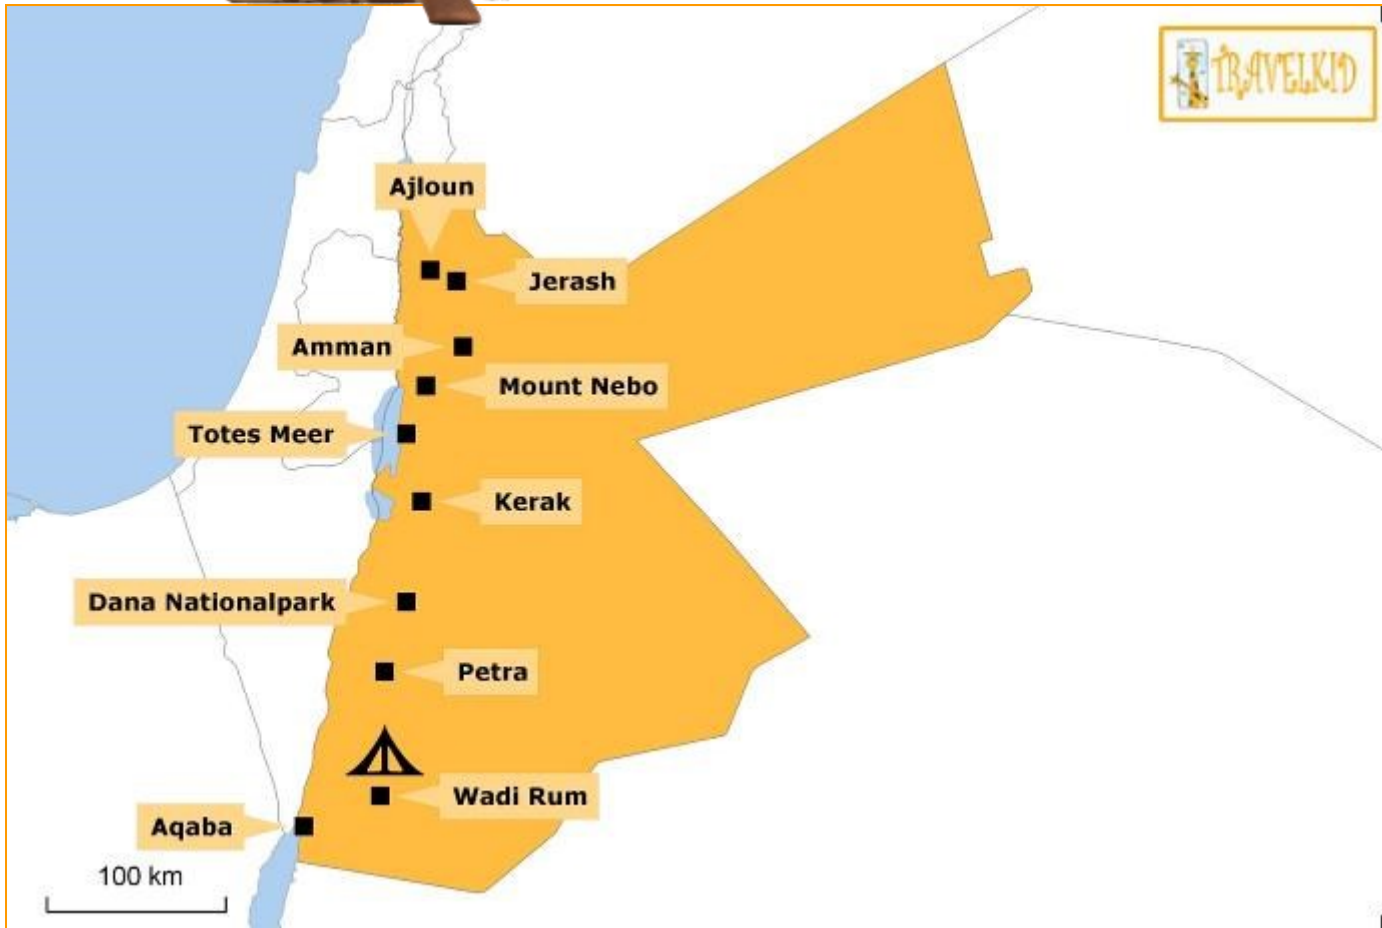 TRAVELKID
Ajloun
Jerash
Amman
Mount Nebo
Totes Meer
Kerak
Dana Nationalpark
Petra
Wadi Rum
Aqaba
100 km